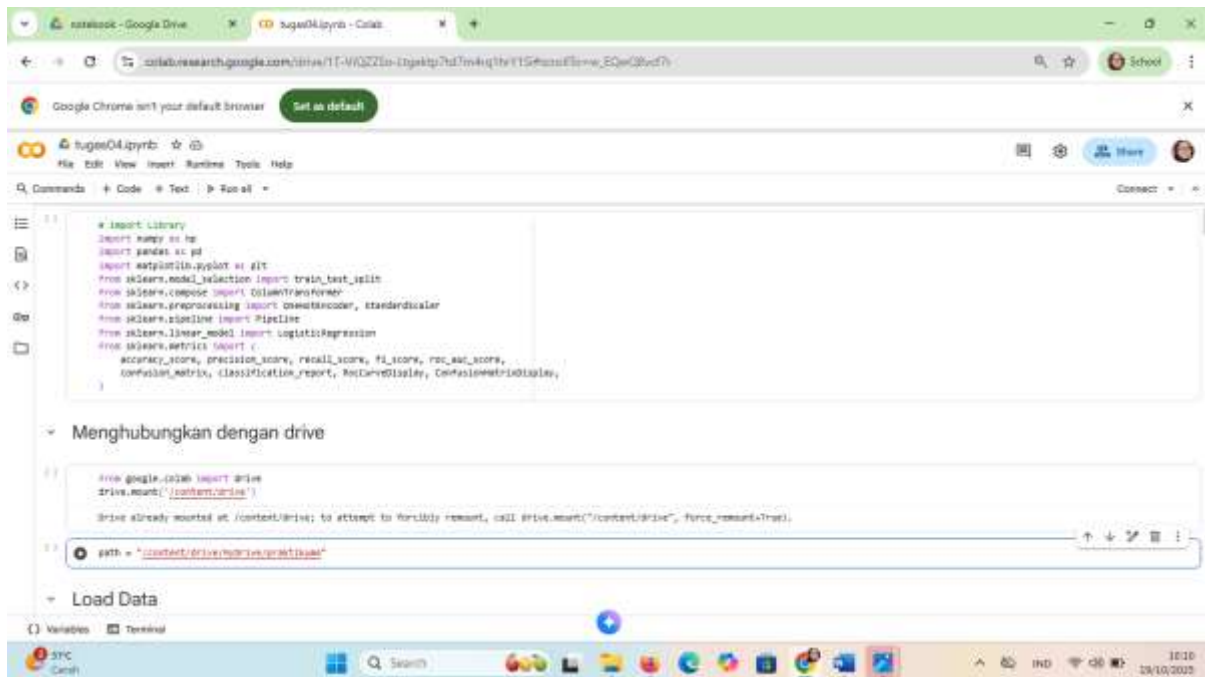 notebook - Google Drive
tugas04.ipynb - Colab
School
Google Chrome isn't your default browser
Set as default
tugas04.ipynb
File Edit View Insert Runtime Tools Help
Share
Commands + Code + Text Run all
Connect
# Import Library
import numpy as np
import pandas as pd
import matplotlib.pyplot as plt
from sklearn.model_selection import train_test_split
from sklearn.compose import ColumnTransformer
from sklearn.preprocessing import OneHotEncoder, StandardScaler
from sklearn.pipeline import Pipeline
from sklearn.linear_model import LogisticRegression
from sklearn.metrics import (
accuracy_score, precision_score, recall_score, f1_score, roc_auc_score,
confusion_matrix, classification_report, RocCurveDisplay, ConfusionMatrixDisplay,
)
Menghubungkan dengan drive
from google.colab import drive
drive.mount('/content/drive')
Drive already mounted at /content/drive; to attempt to forcibly remount, call drive.mount("/content/drive", force_remount=True).
path = "/content/drive/MyDrive/
Load Data
Variables Terminal
Cerah
Search
IND
10:10
19/10/2025